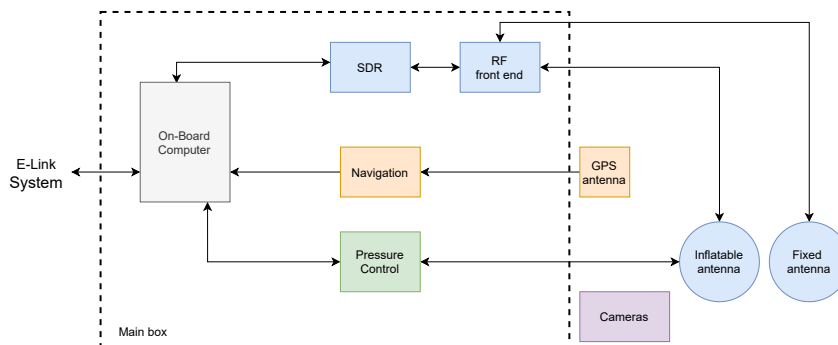 SDR
RF
front end
On-Board
Computer
E-Link
System
Navigation
GPS
antenna
Pressure
Control
Inflatable
antenna
Fixed
antenna
Cameras
Main box